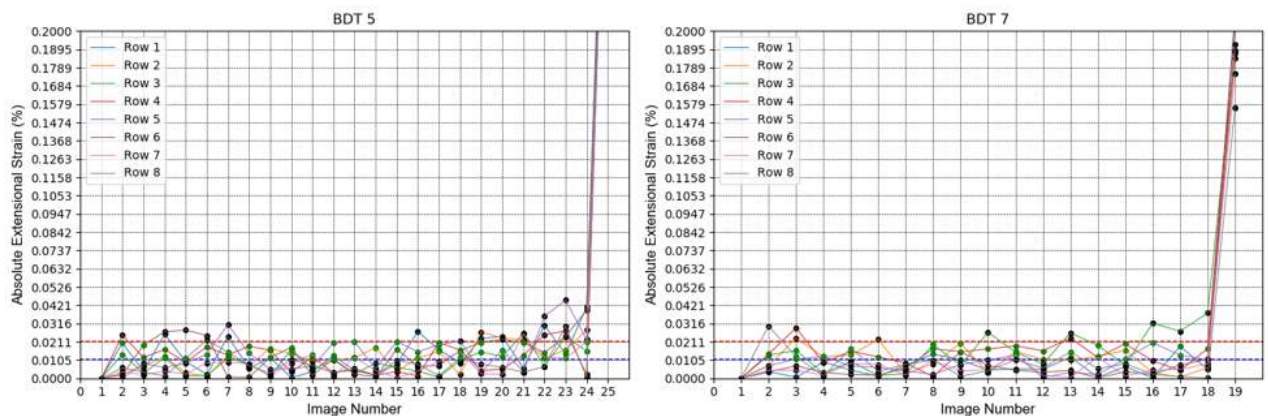 BDT 5
Absolute Extensional Strain (%)
0.2000
0.1895
0.1789
0.1684
0.1579
0.1474
0.1368
0.1263
0.1158
0.1053
0.0947
0.0842
0.0737
0.0632
0.0526
0.0421
0.0316
0.0211
0.0105
0.0000
Row 1
Row 2
Row 3
Row 4
Row 5
Row 6
Row 7
Row 8
0 1 2 3 4 5 6 7 8 9 10 11 12 13 14 15 16 17 18 19 20 21 22 23 24 25
Image Number
BDT 7
Absolute Extensional Strain (%)
0.2000
0.1895
0.1789
0.1684
0.1579
0.1474
0.1368
0.1263
0.1158
0.1053
0.0947
0.0842
0.0737
0.0632
0.0526
0.0421
0.0316
0.0211
0.0105
0.0000
Row 1
Row 2
Row 3
Row 4
Row 5
Row 6
Row 7
Row 8
0 1 2 3 4 5 6 7 8 9 10 11 12 13 14 15 16 17 18 19
Image Number